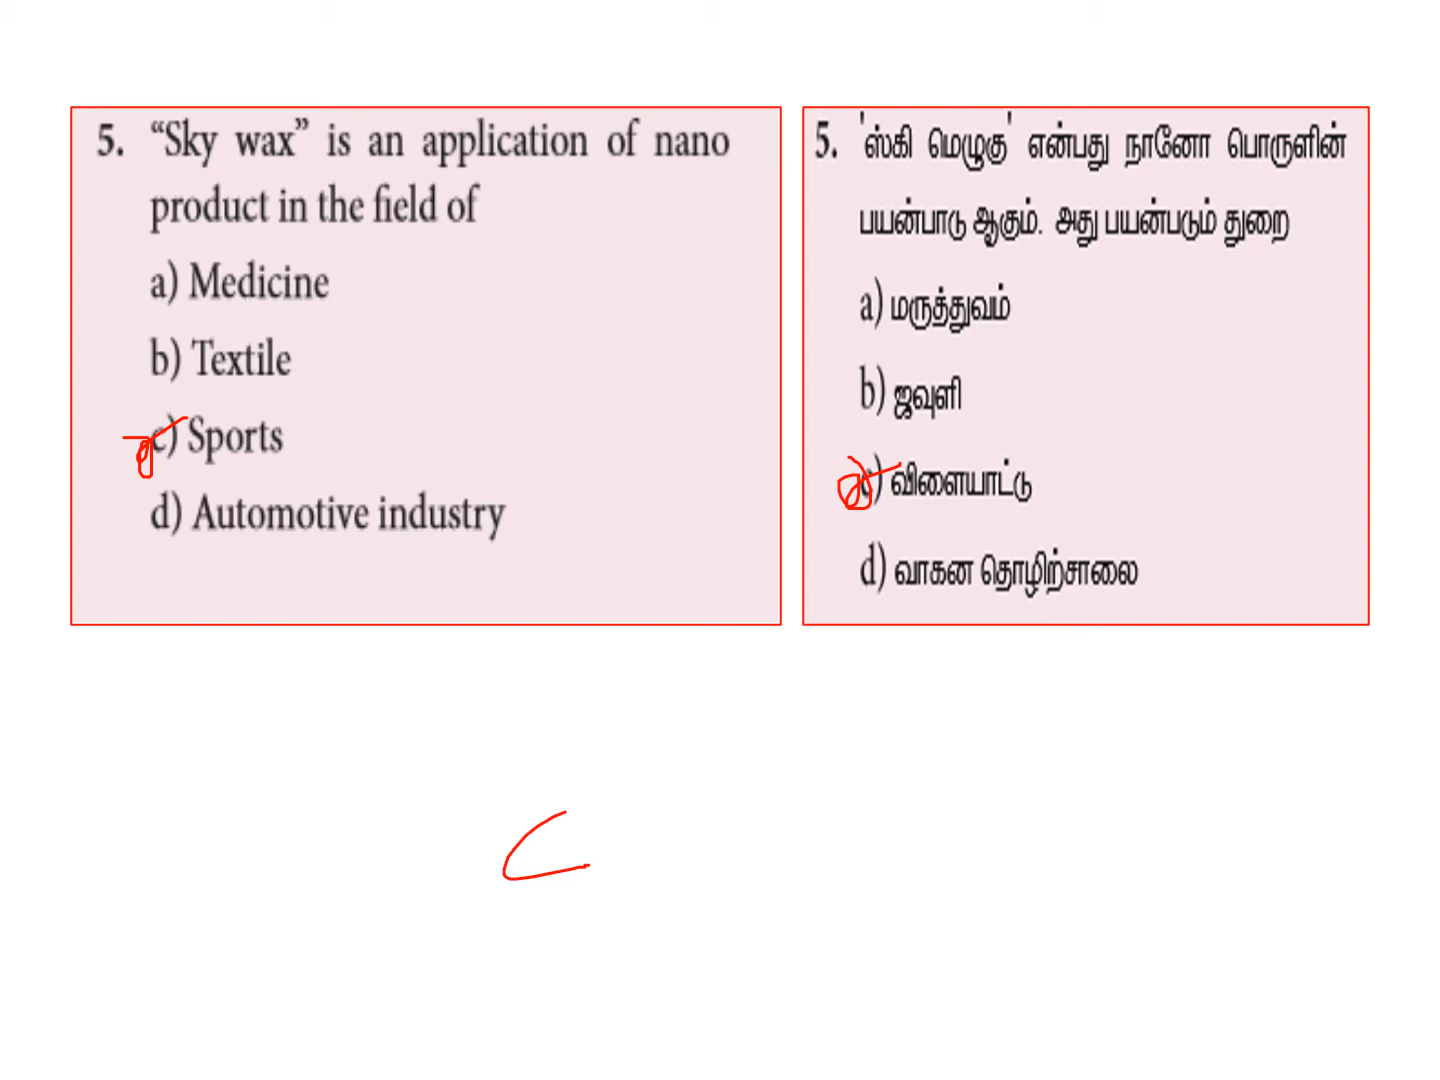 5. “Sky wax” is an application of nano
product in the field of
a) Medicine
b) Textile
c) Sports
d) Automotive industry
5. 'ஸ்கி மெழுகு' என்பது நானோ பொருளின்
பயன்பாடு ஆகும். அது பயன்படும் துறை
a) மருத்துவம்
b) ஜவுளி
c) விளையாட்டு
d) வாகன தொழிற்சாலை
C